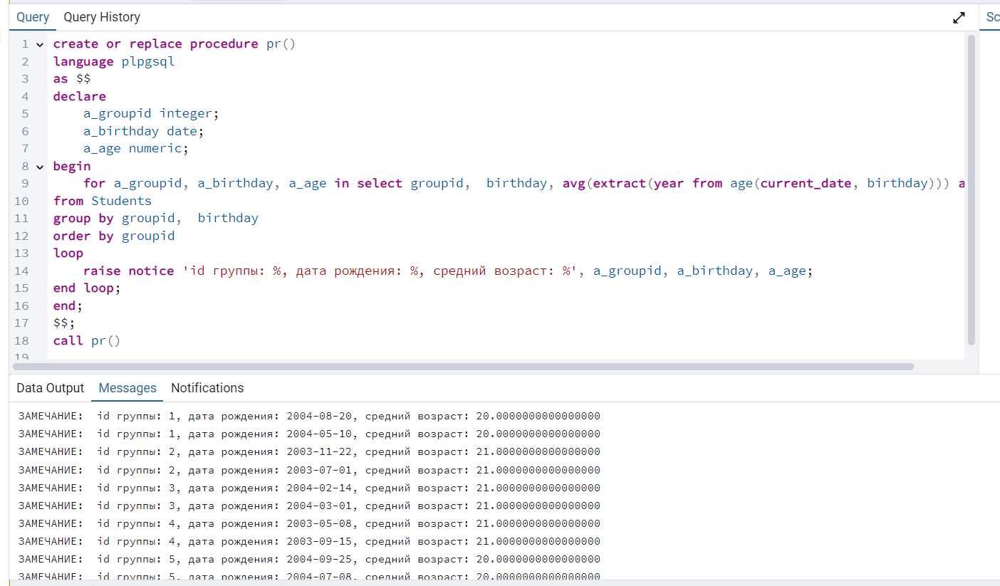 Query Query History Sc
1 create or replace procedure pr()
2 language plpgsql
3 as $$
4 declare
5 a_groupid integer;
6 a_birthday date;
7 a_age numeric;
8 begin
9 for a_groupid, a_birthday, a_age in select groupid,  birthday, avg(extract(year from age(current_date, birthday))) a
10 from Students
11 group by groupid,  birthday
12 order by groupid
13 loop
14 raise notice 'id группы: %, дата рождения: %, средний возраст: %', a_groupid, a_birthday, a_age;
15 end loop;
16 end;
17 $$;
18 call pr()
19
Data Output Messages Notifications
ЗАМЕЧАНИЕ:  id группы: 1, дата рождения: 2004-08-20, средний возраст: 20.0000000000000000
ЗАМЕЧАНИЕ:  id группы: 1, дата рождения: 2004-05-10, средний возраст: 20.0000000000000000
ЗАМЕЧАНИЕ:  id группы: 2, дата рождения: 2003-11-22, средний возраст: 21.0000000000000000
ЗАМЕЧАНИЕ:  id группы: 2, дата рождения: 2003-07-01, средний возраст: 21.0000000000000000
ЗАМЕЧАНИЕ:  id группы: 3, дата рождения: 2004-02-14, средний возраст: 21.0000000000000000
ЗАМЕЧАНИЕ:  id группы: 3, дата рождения: 2004-03-01, средний возраст: 21.0000000000000000
ЗАМЕЧАНИЕ:  id группы: 4, дата рождения: 2003-05-08, средний возраст: 21.0000000000000000
ЗАМЕЧАНИЕ:  id группы: 4, дата рождения: 2003-09-15, средний возраст: 21.0000000000000000
ЗАМЕЧАНИЕ:  id группы: 5, дата рождения: 2004-09-25, средний возраст: 20.0000000000000000
ЗАМЕЧАНИЕ:  id группы: 5, дата рождения: 2004-07-08, средний возраст: 20.0000000000000000